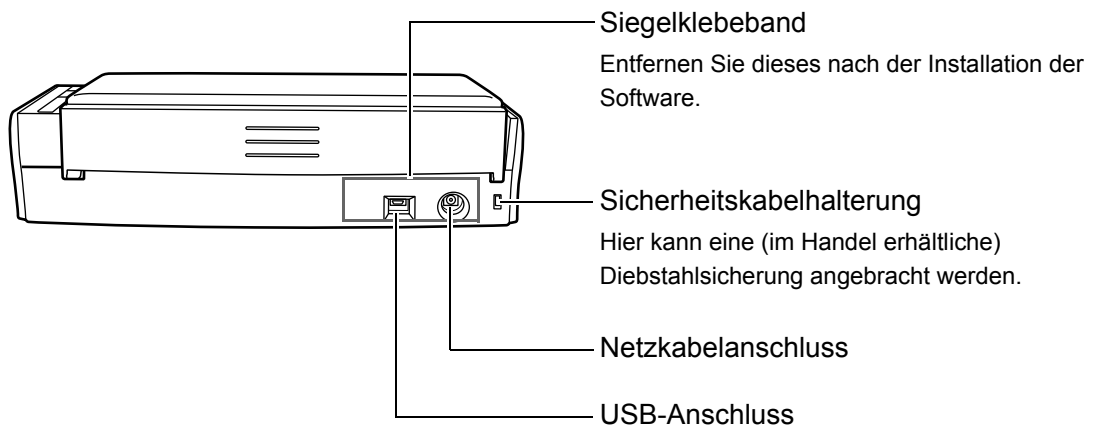 Siegelklebeband
Entfernen Sie dieses nach der Installation der
Software.
Sicherheitskabelhalterung
Hier kann eine (im Handel erhältliche)
Diebstahlsicherung angebracht werden.
Netzkabelanschluss
USB-Anschluss